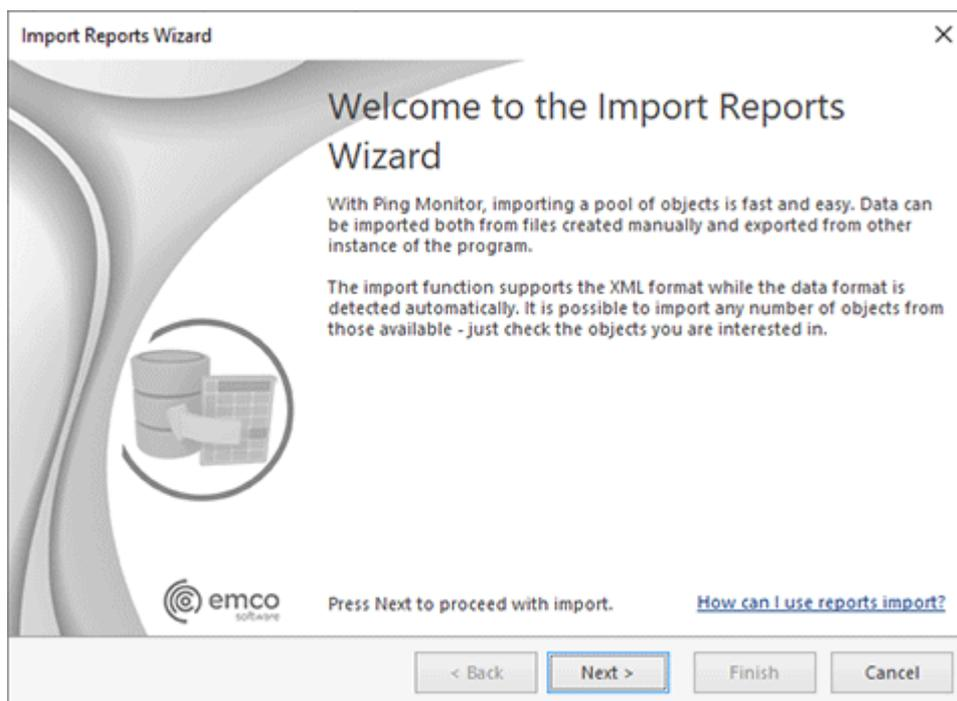 Import Reports Wizard
Welcome to the Import Reports
Wizard
With Ping Monitor, importing a pool of objects is fast and easy. Data can
be imported both from files created manually and exported from other
instance of the program.
The import function supports the XML format while the data format is
detected automatically. It is possible to import any number of objects from
those available - just check the objects you are interested in.
emco
software
Press Next to proceed with import.
How can I use reports import?
< Back
Next >
Finish
Cancel